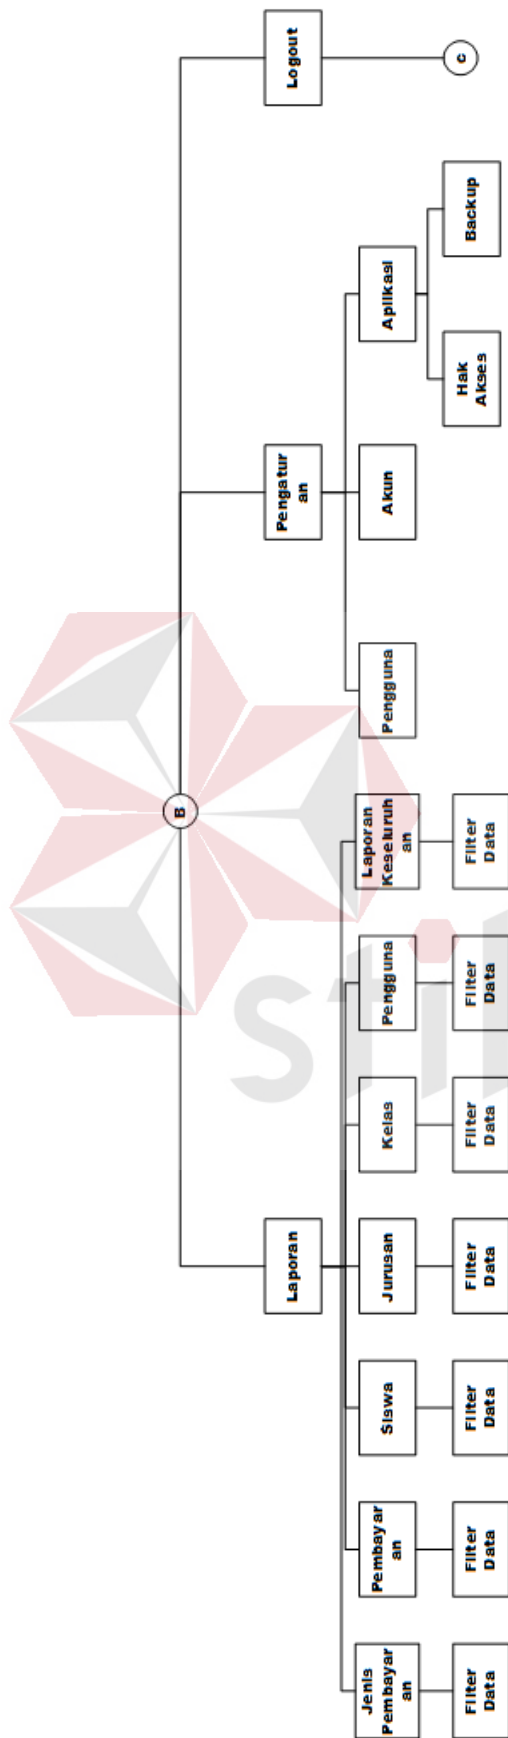 B
Laporan
Pengatur
an
Logout
Jenis
Pembayar
an
Pembayar
an
Siswa
Jurusan
Kelas
Pengguna
Laporan
Keseluruh
an
Pengguna
Akun
Aplikasi
C
Filter
Data
Filter
Data
Filter
Data
Filter
Data
Filter
Data
Filter
Data
Filter
Data
Hak
Akses
Backup